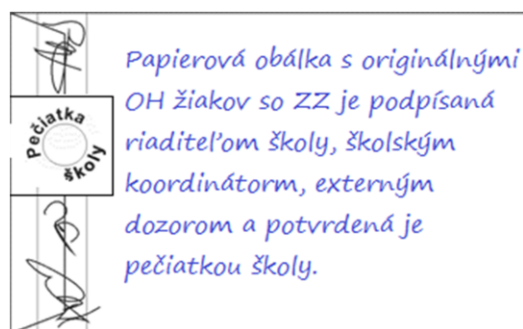 Papierová obálka s originálnymi
OH žiakov so ZZ je podpísaná
riaditeľom školy, školským
koordinátorm, externým
dozorom a potvrdená je
pečiatkou školy.
Pečiatka
školy